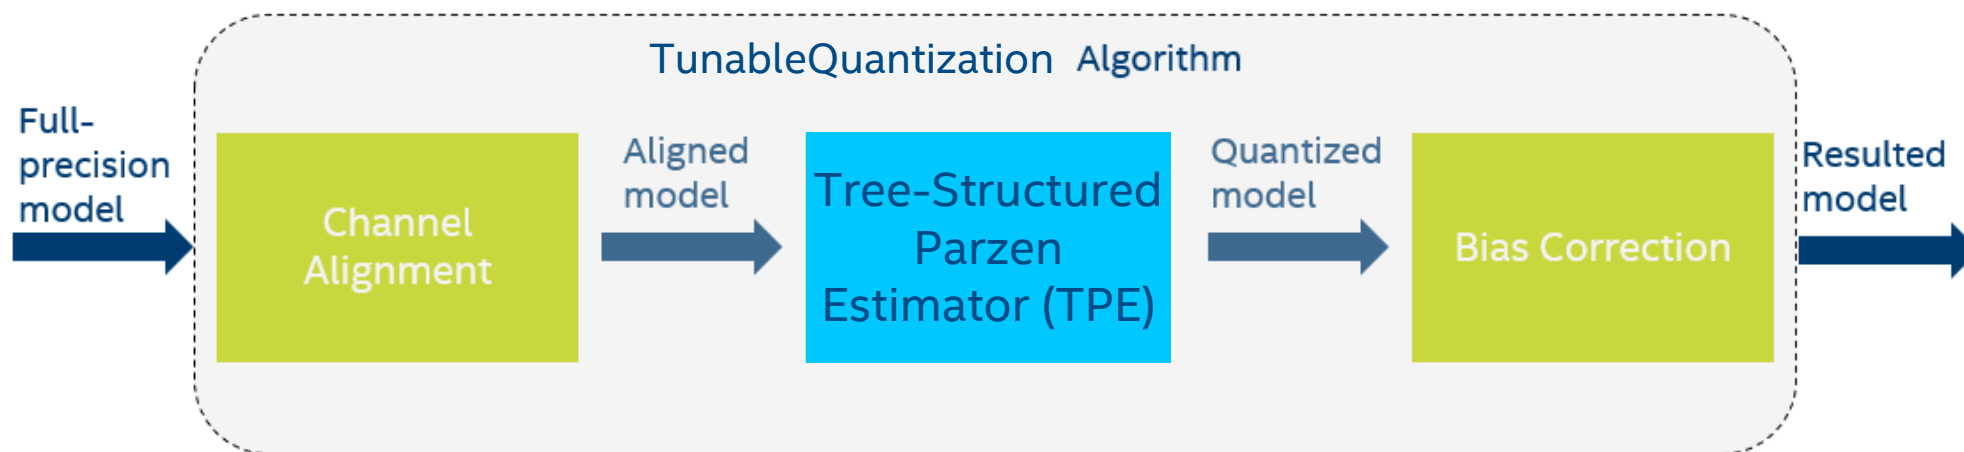 TunableQuantization Algorithm
Full-
precision
model
Channel
Alignment
Aligned
model
Tree-Structured
Parzen
Estimator (TPE)
Quantized
model
Bias Correction
Resulted
model